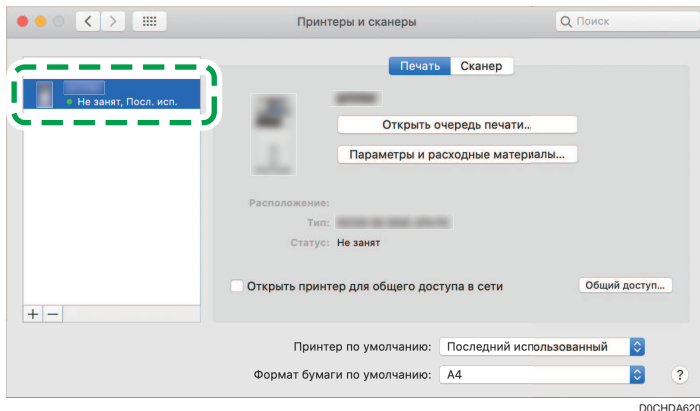 Принтеры и сканеры
Поиск
Печать Сканер
Не занят, Посл. исп.
Открыть очередь печати...
Параметры и расходные материалы...
Расположение:
Тип:
Статус: Не занят
Открыть принтер для общего доступа в сети
Общий доступ...
+ −
Принтер по умолчанию: Последний использованный
Формат бумаги по умолчанию: A4
?
D0CHDA620